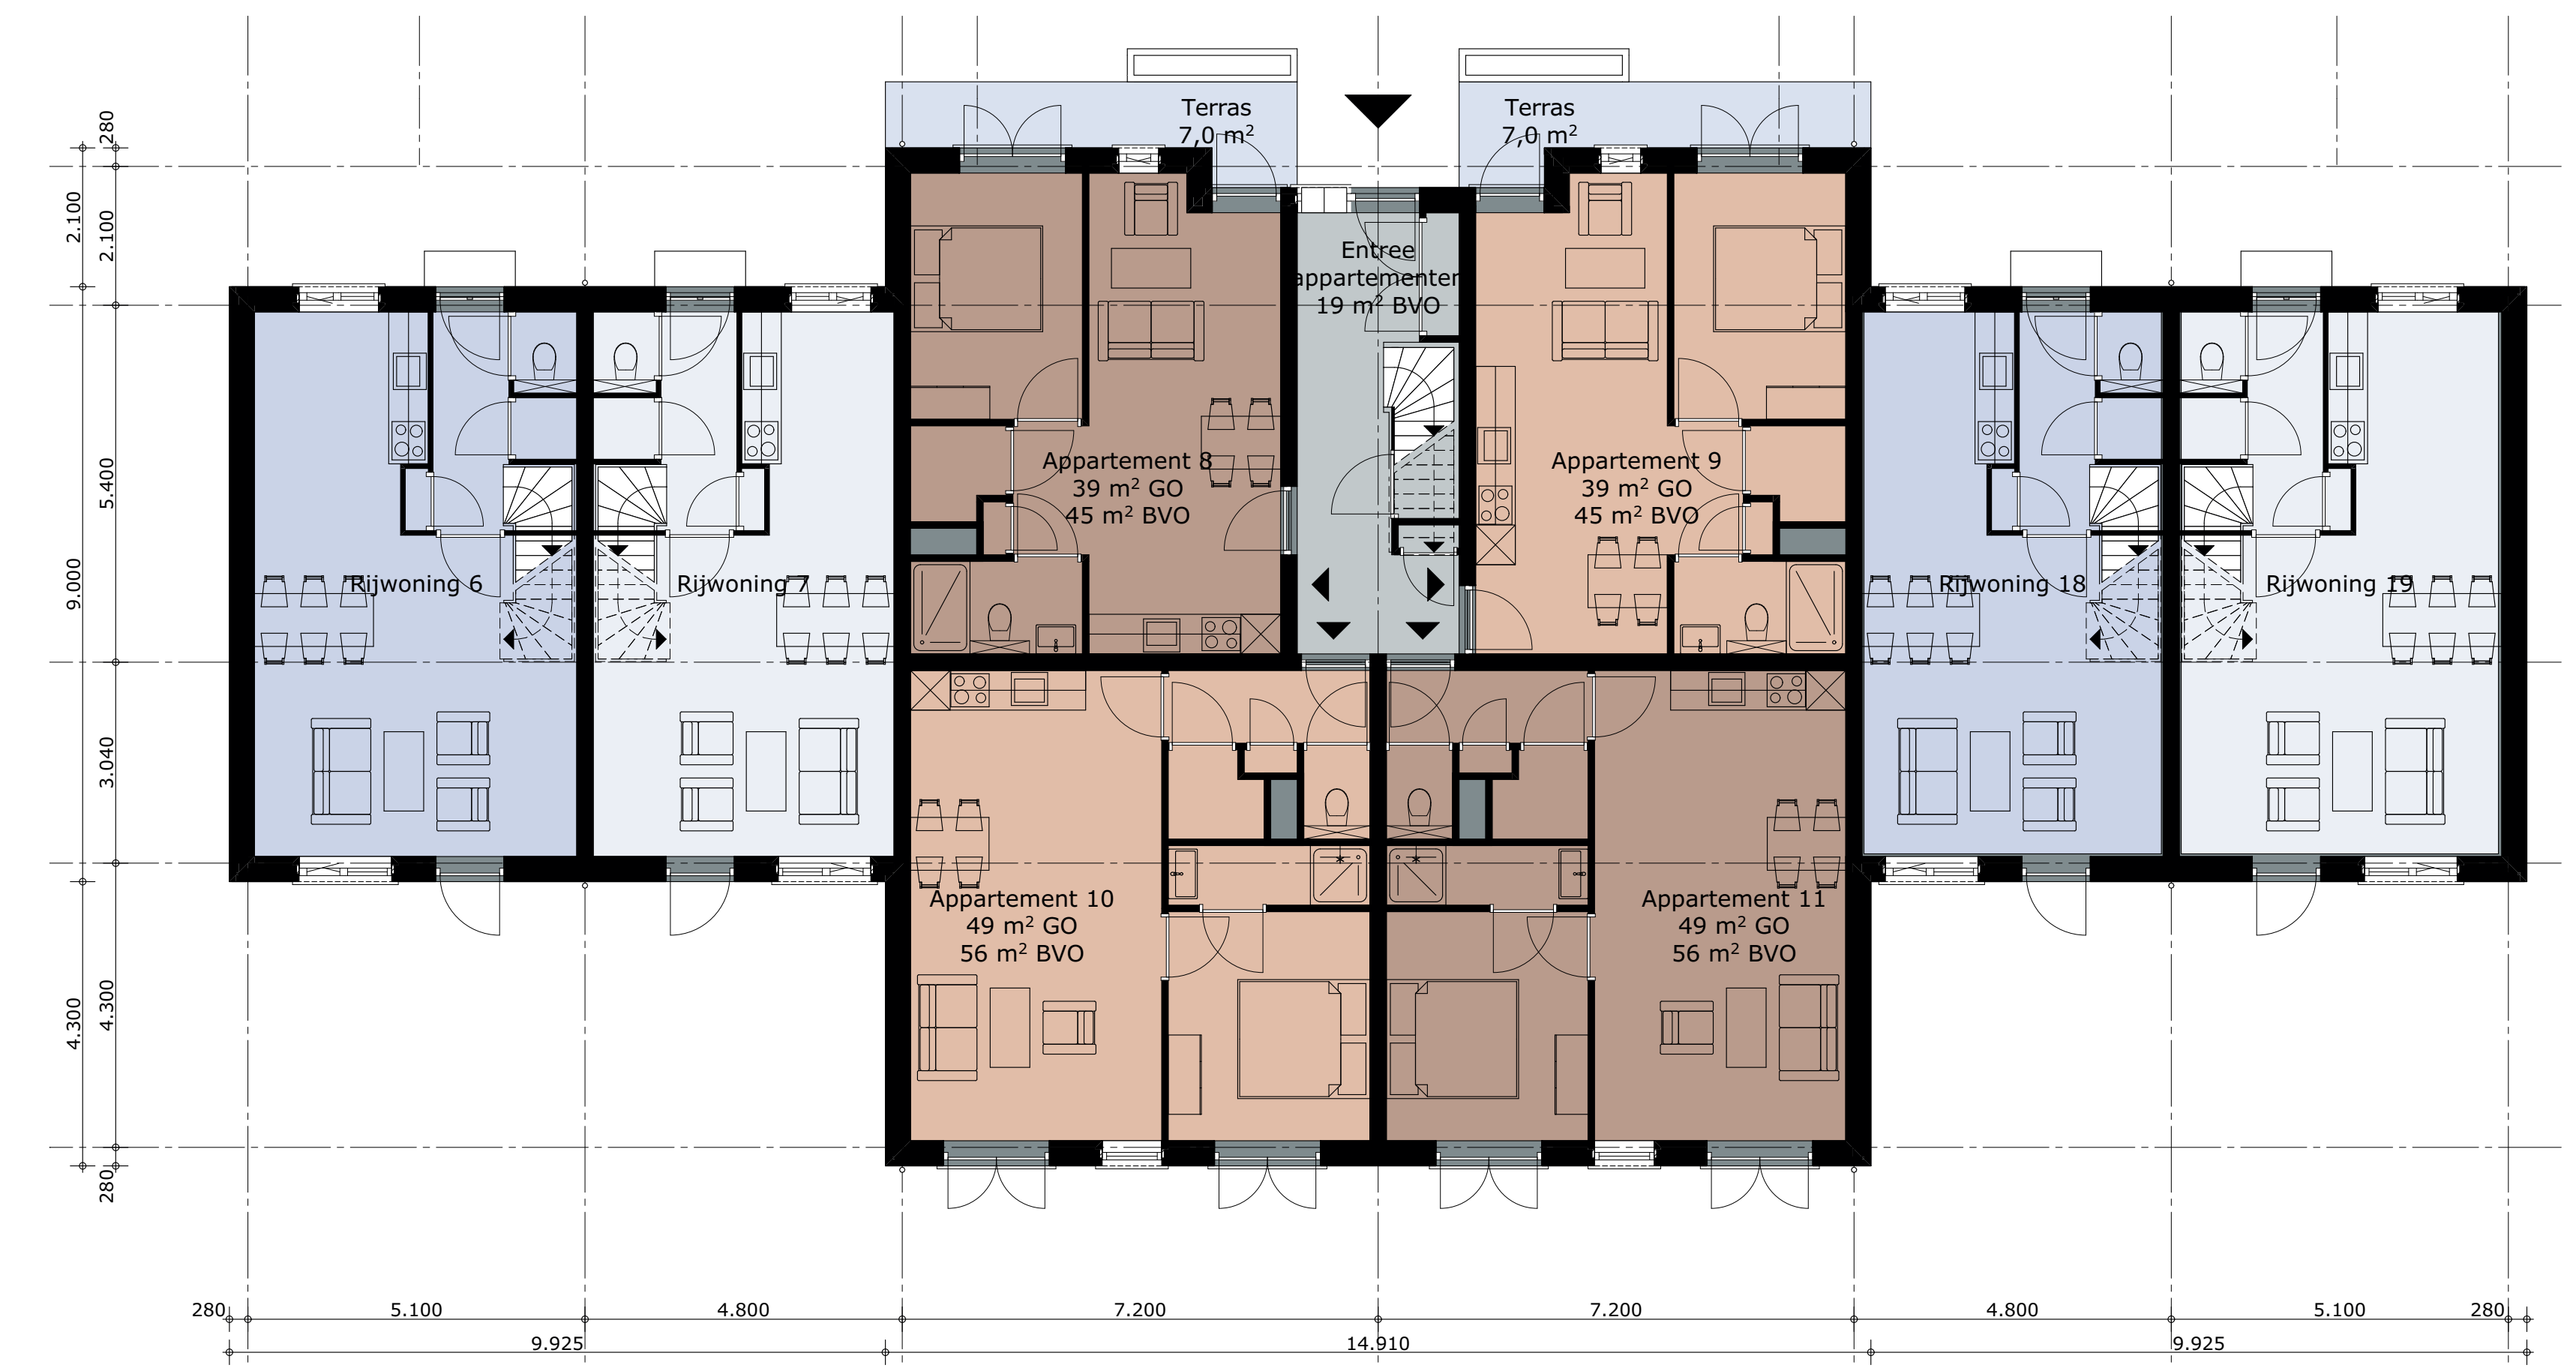 Terras
7,0 m²
Terras
7,0 m²
Entree
appartementen
19 m² BVO
Appartement 8
39 m² GO
45 m² BVO
Appartement 9
39 m² GO
45 m² BVO
Rijwoning 6
Rijwoning 7
Rijwoning 18
Rijwoning 19
Appartement 10
49 m² GO
56 m² BVO
Appartement 11
49 m² GO
56 m² BVO
280
2.100
2.100
5.400
9.000
3.040
4.300
4.300
280
280
5.100
4.800
7.200
7.200
4.800
5.100
280
9.925
14.910
9.925